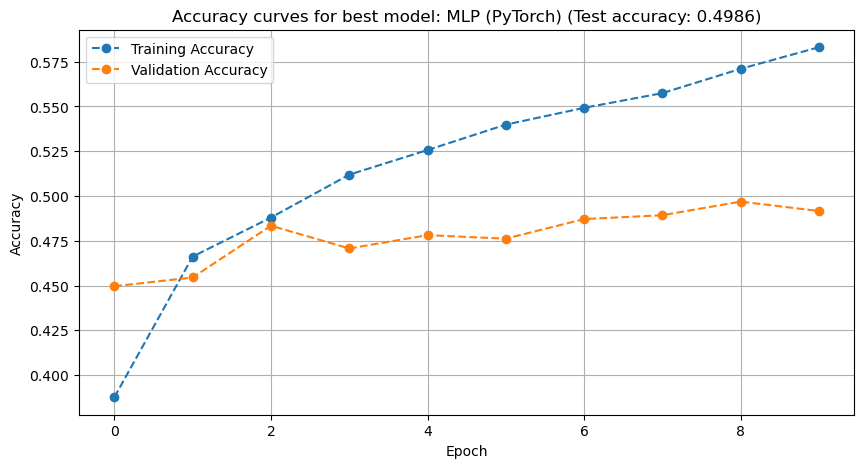 Accuracy curves for best model: MLP (PyTorch) (Test accuracy: 0.4986)
Training Accuracy
Validation Accuracy
0.575
0.550
0.525
0.500
0.475
0.450
0.425
0.400
Accuracy
0 2 4 6 8
Epoch